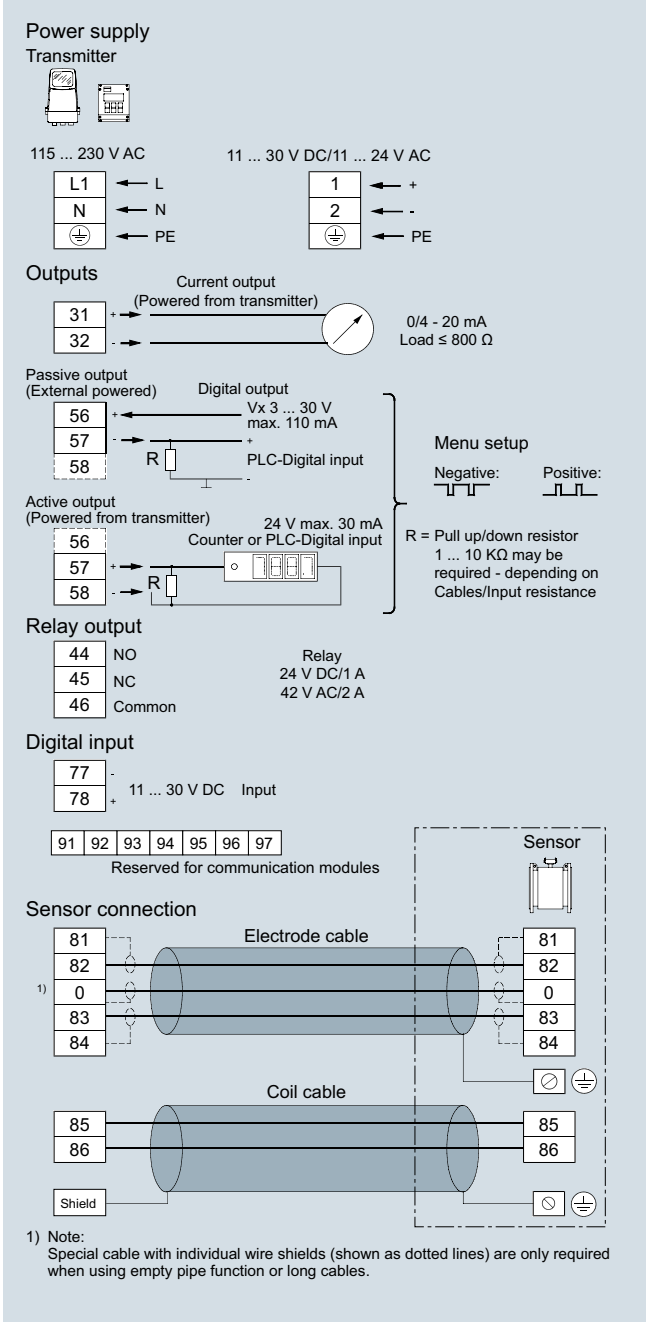 Power supply
Transmitter
115 ... 230 V AC
L1 L
N N
PE
11 ... 30 V DC/11 ... 24 V AC
1 +
2 -
PE
Outputs
Current output
(Powered from transmitter)
31 +
32 -
0/4 - 20 mA
Load ≤ 800 Ω
Passive output
(External powered)
Digital output
56 + Vx 3 ... 30 V
max. 110 mA
57 - +
R PLC-Digital input
58 -
Menu setup
Negative: Positive:
R = Pull up/down resistor
1 ... 10 KΩ may be
required - depending on
Cables/Input resistance
Active output
(Powered from transmitter)
24 V max. 30 mA
Counter or PLC-Digital input
56
57 +
R
58 -
Relay output
44 NO
45 NC
46 Common
Relay
24 V DC/1 A
42 V AC/2 A
Digital input
77 -
78 +
11 ... 30 V DC Input
91 92 93 94 95 96 97
Reserved for communication modules
Sensor
Sensor connection
Electrode cable
81 81
82 82
1) 0 0
83 83
84 84
Coil cable
85 85
86 86
Shield
1) Note:
Special cable with individual wire shields (shown as dotted lines) are only required
when using empty pipe function or long cables.